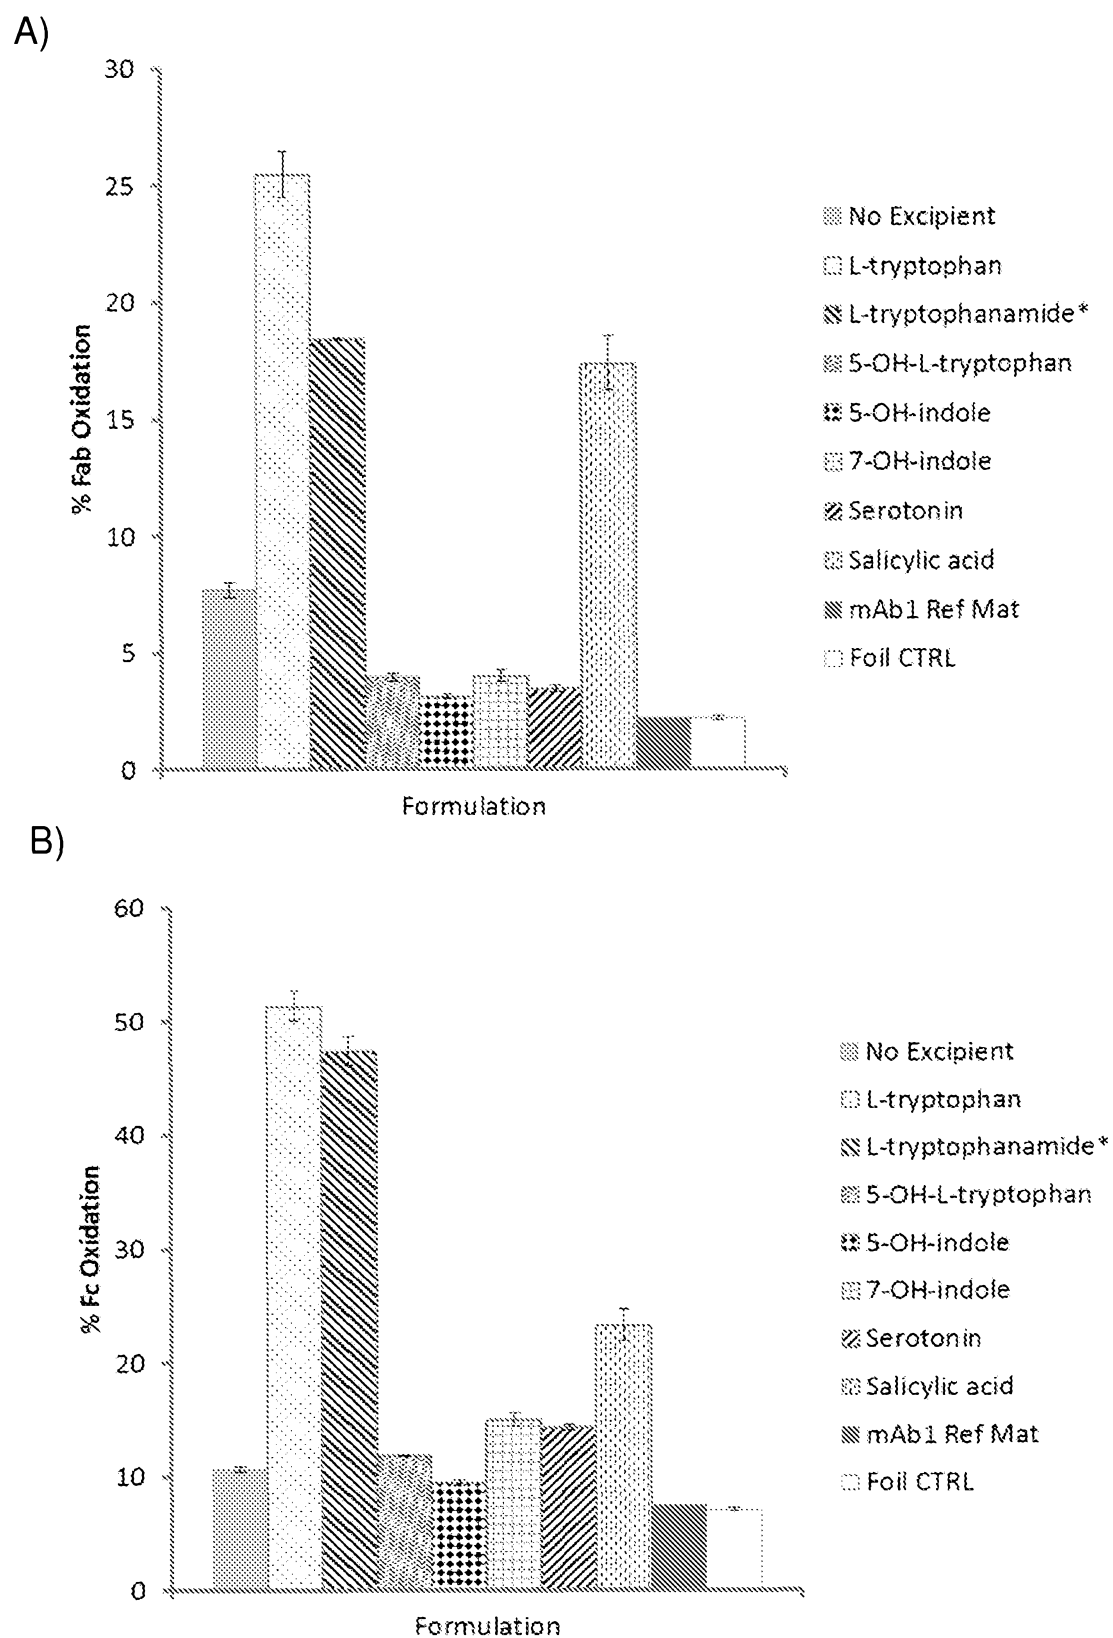 A)
30
25
20
15
10
5
0
% Fab Oxidation
Formulation
No Excipient
L-tryptophan
L-tryptophanamide*
5-OH-L-tryptophan
5-OH-indole
7-OH-indole
Serotonin
Salicylic acid
mAb1 Ref Mat
Foil CTRL
B)
60
50
40
30
20
10
0
% Fc Oxidation
Formulation
No Excipient
L-tryptophan
L-tryptophanamide*
5-OH-L-tryptophan
5-OH-indole
7-OH-indole
Serotonin
Salicylic acid
mAb1 Ref Mat
Foil CTRL